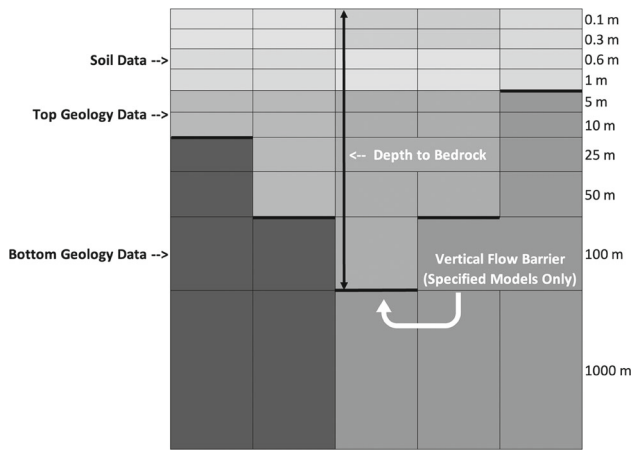 0.1 m
0.3 m
Soil Data -->
0.6 m
1 m
5 m
Top Geology Data -->
10 m
<-- Depth to Bedrock
25 m
50 m
Bottom Geology Data -->
Vertical Flow Barrier
(Specified Models Only)
100 m
1000 m